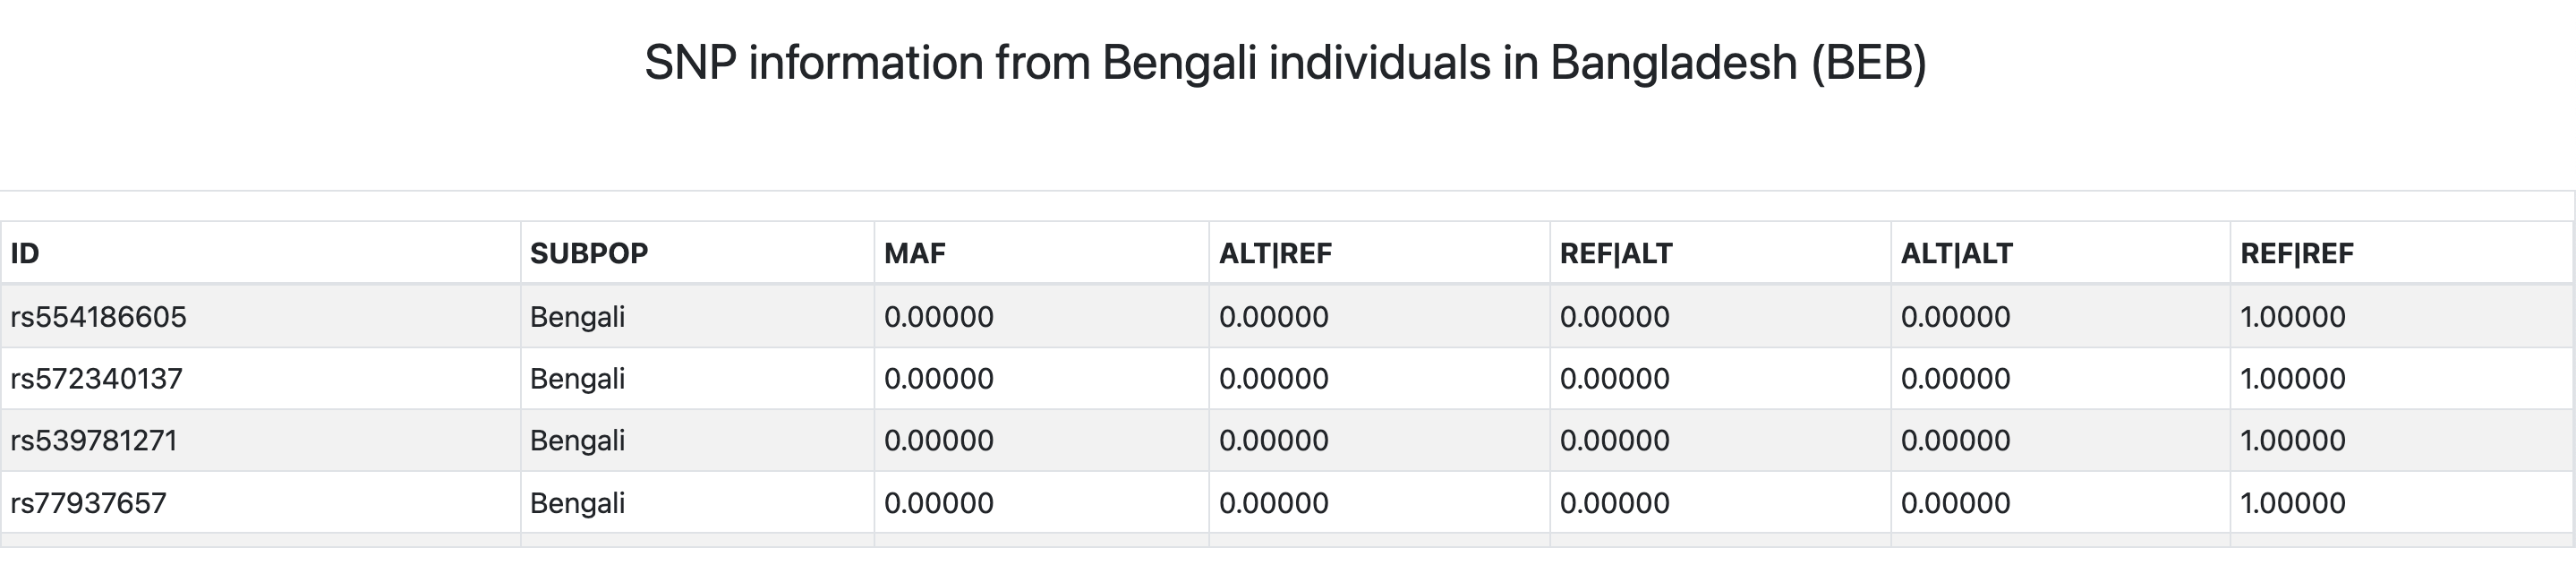 SNP information from Bengali individuals in Bangladesh (BEB)
ID SUBPOP MAF ALT|REF REF|ALT ALT|ALT REF|REF
rs554186605 Bengali 0.00000 0.00000 0.00000 0.00000 1.00000
rs572340137 Bengali 0.00000 0.00000 0.00000 0.00000 1.00000
rs539781271 Bengali 0.00000 0.00000 0.00000 0.00000 1.00000
rs77937657 Bengali 0.00000 0.00000 0.00000 0.00000 1.00000